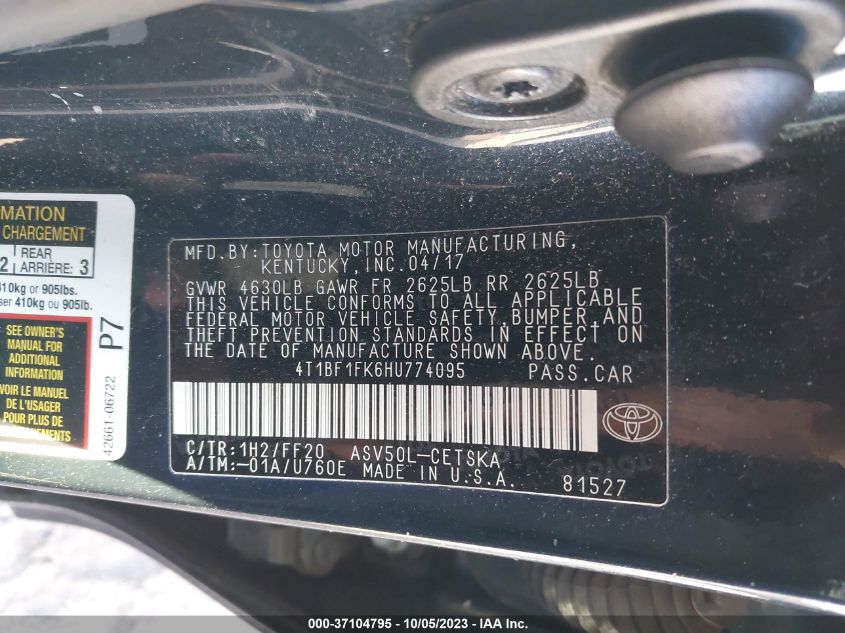 MATION
CHARGEMENT
2 REAR ARRIÈRE: 3
410kg or 905lbs.
ser 410kg ou 905lb.
SEE OWNER'S
MANUAL FOR
ADDITIONAL
INFORMATION
VOIR LE MANUEL
DE L'USAGER
POUR PLUS DE
P7
42661-06722
MFD.BY:TOYOTA MOTOR MANUFACTURING,
KENTUCKY,INC.04/17
GVWR 4630LB GAWR FR 2625LB RR 2625LB
THIS VEHICLE CONFORMS TO ALL APPLICABLE
FEDERAL MOTOR VEHICLE SAFETY,BUMPER,AND
THEFT PREVENTION STANDARDS IN EFFECT ON
THE DATE OF MANUFACTURE SHOWN ABOVE.
4T1BF1FK6HU774095 PASS.CAR
C/TR:1H2/FF20 ASV50L-CETSKA
A/TM:-01A/U760E MADE IN U.S.A. 81527
000-37104795 - 10/05/2023 - IAAI.com